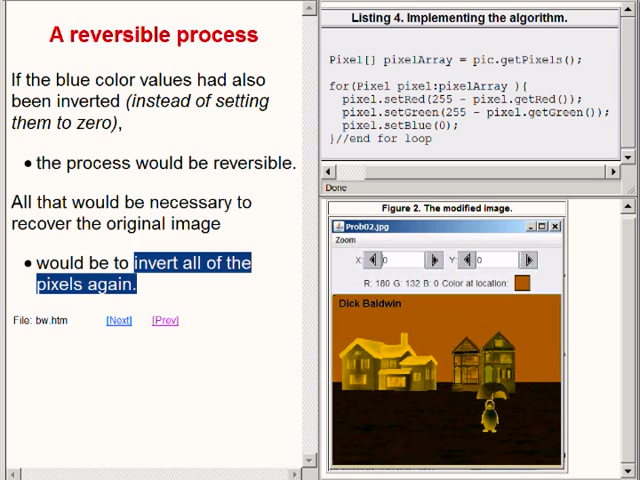 A reversible process
If the blue color values had also
been inverted (instead of setting
them to zero),
• the process would be reversible.
All that would be necessary to
recover the original image
• would be to invert all of the
pixels again.
File: bw.htm [Next] [Prev]
Listing 4. Implementing the algorithm.
Pixel[] pixelArray = pic.getPixels();
for(Pixel pixel:pixelArray ){
pixel.setRed(255 - pixel.getRed());
pixel.setGreen(255 - pixel.getGreen());
pixel.setBlue(0);
}//end for loop
Done
Figure 2. The modified image.
Prob02.jpg
Zoom
X: 0 Y: 0
R: 180 G: 132 B: 0 Color at location:
Dick Baldwin